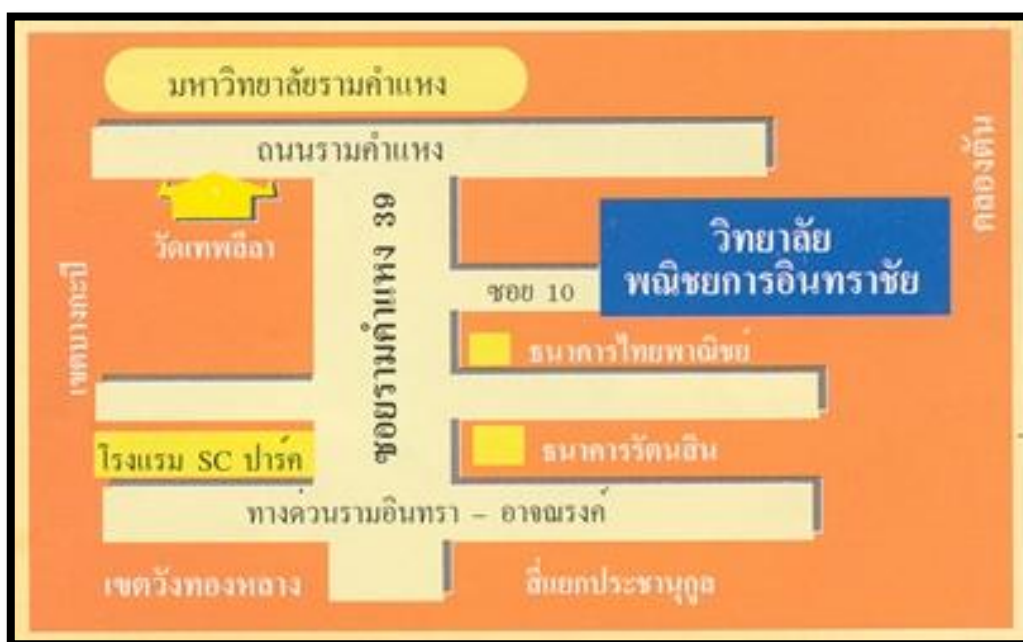 มหาวิทยาลัยรามคำแหง
ถนนรามคำแหง
คลองตัน
วัดเทพลีลา
ซอยรามคำแหง 39
วิทยาลัย
พณิชยการอินทราชัย
ซอย 10
เขตบางกะปิ
ธนาคารไทยพาณิชย์
โรงแรม SC ปาร์ค
ธนาคารรัตนสิน
ทางด่วนรามอินทรา - อาจณรงค์
เขตวังทองหลาง
สี่แยกประชานุกูล